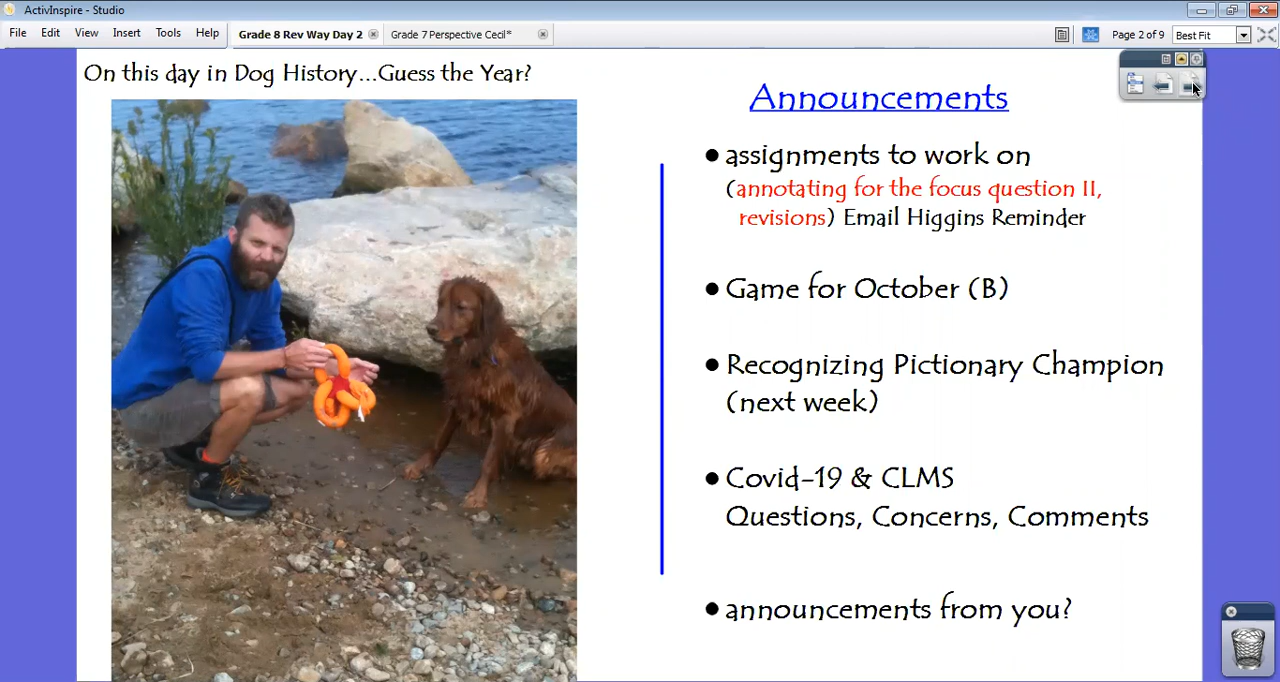 ActivInspire - Studio
File Edit View Insert Tools Help
Grade 8 Rev Way Day 2
Grade 7 Perspective Cecil*
Page 2 of 9
Best Fit
On this day in Dog History...Guess the Year?
Announcements
• assignments to work on
(annotating for the focus question II,
revisions) Email Higgins Reminder
• Game for October (B)
• Recognizing Pictionary Champion
(next week)
• Covid-19 & CLMS
Questions, Concerns, Comments
• announcements from you?